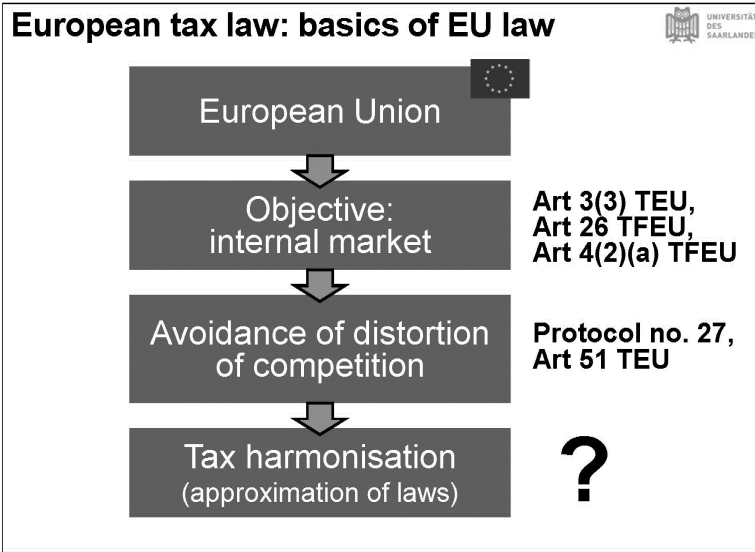 European tax law: basics of EU law
UNIVERSITÄT
DES
SAARLANDES
European Union
Objective:
internal market
Art 3(3) TEU,
Art 26 TFEU,
Art 4(2)(a) TFEU
Avoidance of distortion
of competition
Protocol no. 27,
Art 51 TEU
Tax harmonisation
(approximation of laws)
?